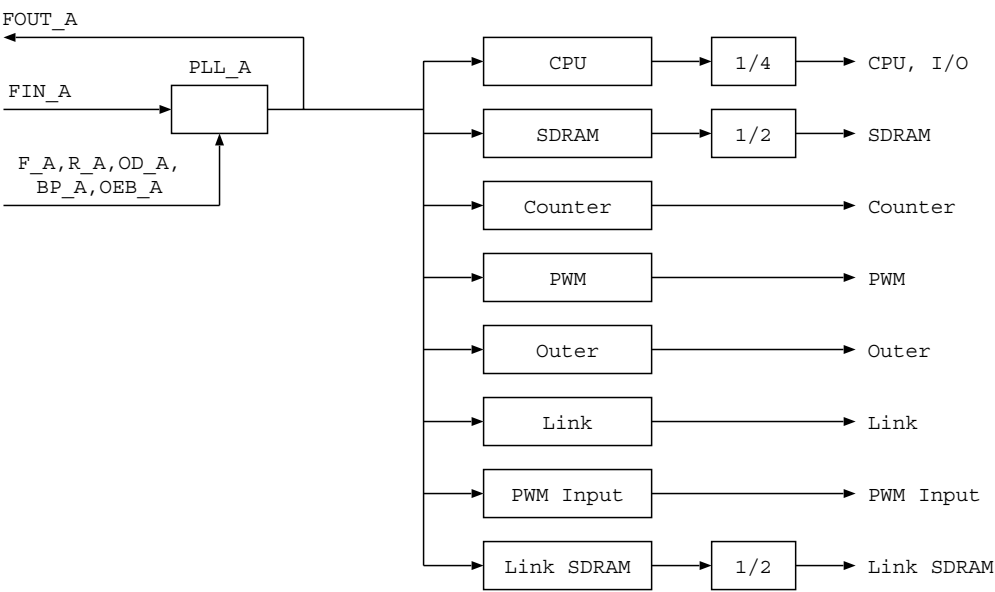 FOUT_A
PLL_A
FIN_A
F_A,R_A,OD_A,
BP_A,OEB_A
CPU 1/4 CPU, I/O
SDRAM 1/2 SDRAM
Counter Counter
PWM PWM
Outer Outer
Link Link
PWM Input PWM Input
Link SDRAM 1/2 Link SDRAM